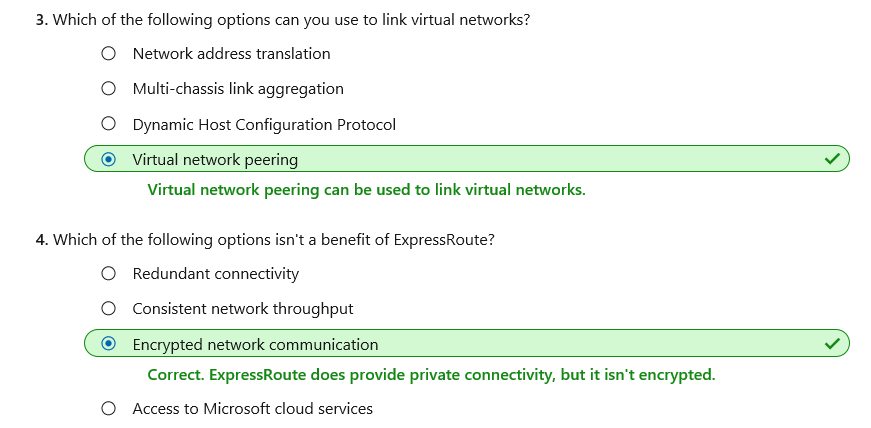 3. Which of the following options can you use to link virtual networks?
Network address translation
Multi-chassis link aggregation
Dynamic Host Configuration Protocol
Virtual network peering
Virtual network peering can be used to link virtual networks.
4. Which of the following options isn't a benefit of ExpressRoute?
Redundant connectivity
Consistent network throughput
Encrypted network communication
Correct. ExpressRoute does provide private connectivity, but it isn't encrypted.
Access to Microsoft cloud services